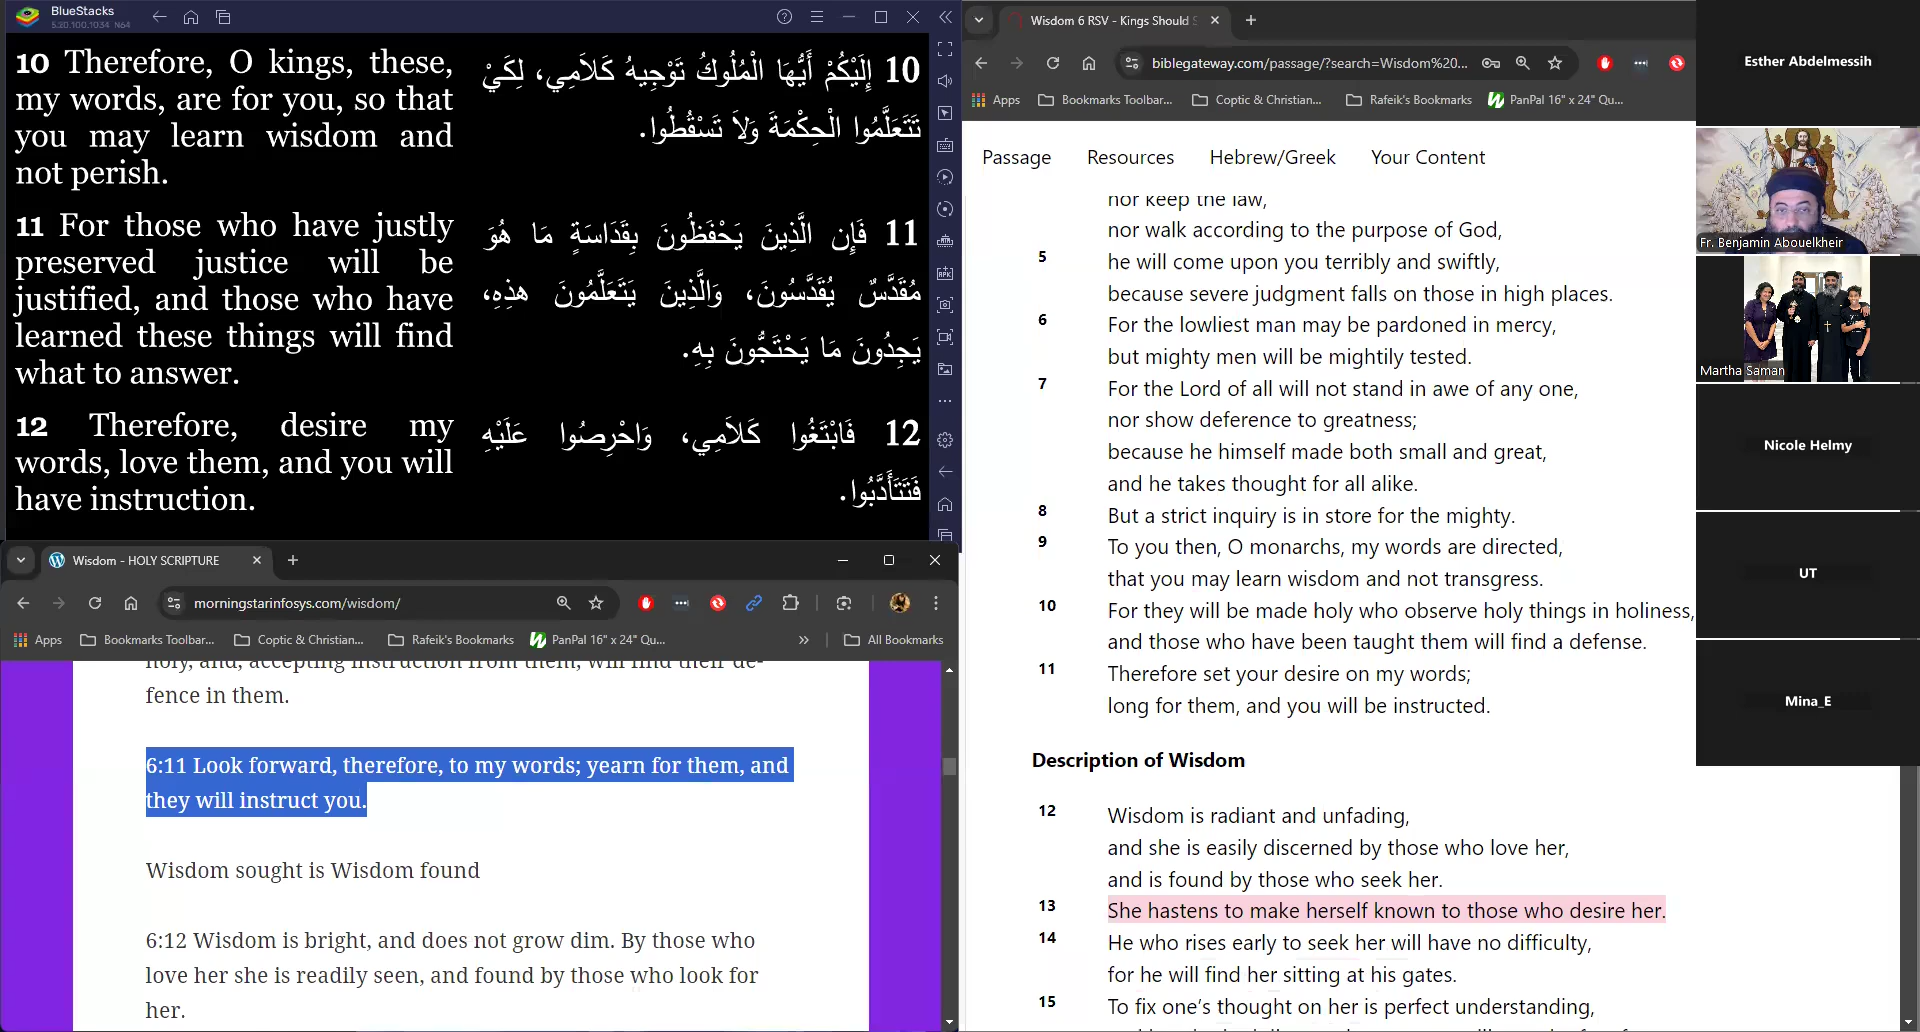 BlueStacks
5.20.100.1034 N64
10 Therefore, O kings, these,
my words, are for you, so that
you may learn wisdom and
not perish.
11 For those who have justly
preserved justice will be
justified, and those who have
learned these things will find
what to answer.
12 Therefore, desire my
words, love them, and you will
have instruction.
10 إِلَيْكُمْ أَيُّهَا الْمُلُوكُ تَوْجِيهُ كَلاَمِي، لِكَيْ
تَتَعَلَّمُوا الْحِكْمَةَ وَلاَ تَسْقُطُوا.
11 فَإِن الَّذِينَ يَحْفَظُونَ بِقَدَاسَةٍ مَا هُوَ
مُقَدَّسٌ يُقَدَّسُونَ، وَالَّذِينَ يَتَعَلَّمُونَ هذِهِ،
يَجِدُونَ مَا يَحْتَجُّونَ بِهِ.
12 فَابْتَغُوا كَلاَمِي، وَاحْرِصُوا عَلَيْهِ
فَتَتَأَدَّبُوا.
Wisdom - HOLY SCRIPTURE
morningstarinfosys.com/wisdom/
Apps
Bookmarks Toolbar...
Coptic & Christian...
Rafeik's Bookmarks
PanPal 16" x 24" Qu...
All Bookmarks
holy, and, accepting instruction from them, will find their de-
fence in them.
6:11 Look forward, therefore, to my words; yearn for them, and
they will instruct you.
Wisdom sought is Wisdom found
6:12 Wisdom is bright, and does not grow dim. By those who
love her she is readily seen, and found by those who look for
her.
Wisdom 6 RSV - Kings Should S
biblegateway.com/passage/?search=Wisdom%20...
Apps
Bookmarks Toolbar...
Coptic & Christian...
Rafeik's Bookmarks
PanPal 16" x 24" Qu...
Passage
Resources
Hebrew/Greek
Your Content
nor keep the law,
nor walk according to the purpose of God,
5 he will come upon you terribly and swiftly,
because severe judgment falls on those in high places.
6 For the lowliest man may be pardoned in mercy,
but mighty men will be mightily tested.
7 For the Lord of all will not stand in awe of any one,
nor show deference to greatness;
because he himself made both small and great,
and he takes thought for all alike.
8 But a strict inquiry is in store for the mighty.
9 To you then, O monarchs, my words are directed,
that you may learn wisdom and not transgress.
10 For they will be made holy who observe holy things in holiness,
and those who have been taught them will find a defense.
11 Therefore set your desire on my words;
long for them, and you will be instructed.
Description of Wisdom
12 Wisdom is radiant and unfading,
and she is easily discerned by those who love her,
and is found by those who seek her.
13 She hastens to make herself known to those who desire her.
14 He who rises early to seek her will have no difficulty,
for he will find her sitting at his gates.
15 To fix one's thought on her is perfect understanding,
Esther Abdelmessih
Fr. Benjamin Abouelkheir
Martha Saman
Nicole Helmy
UT
Mina_E